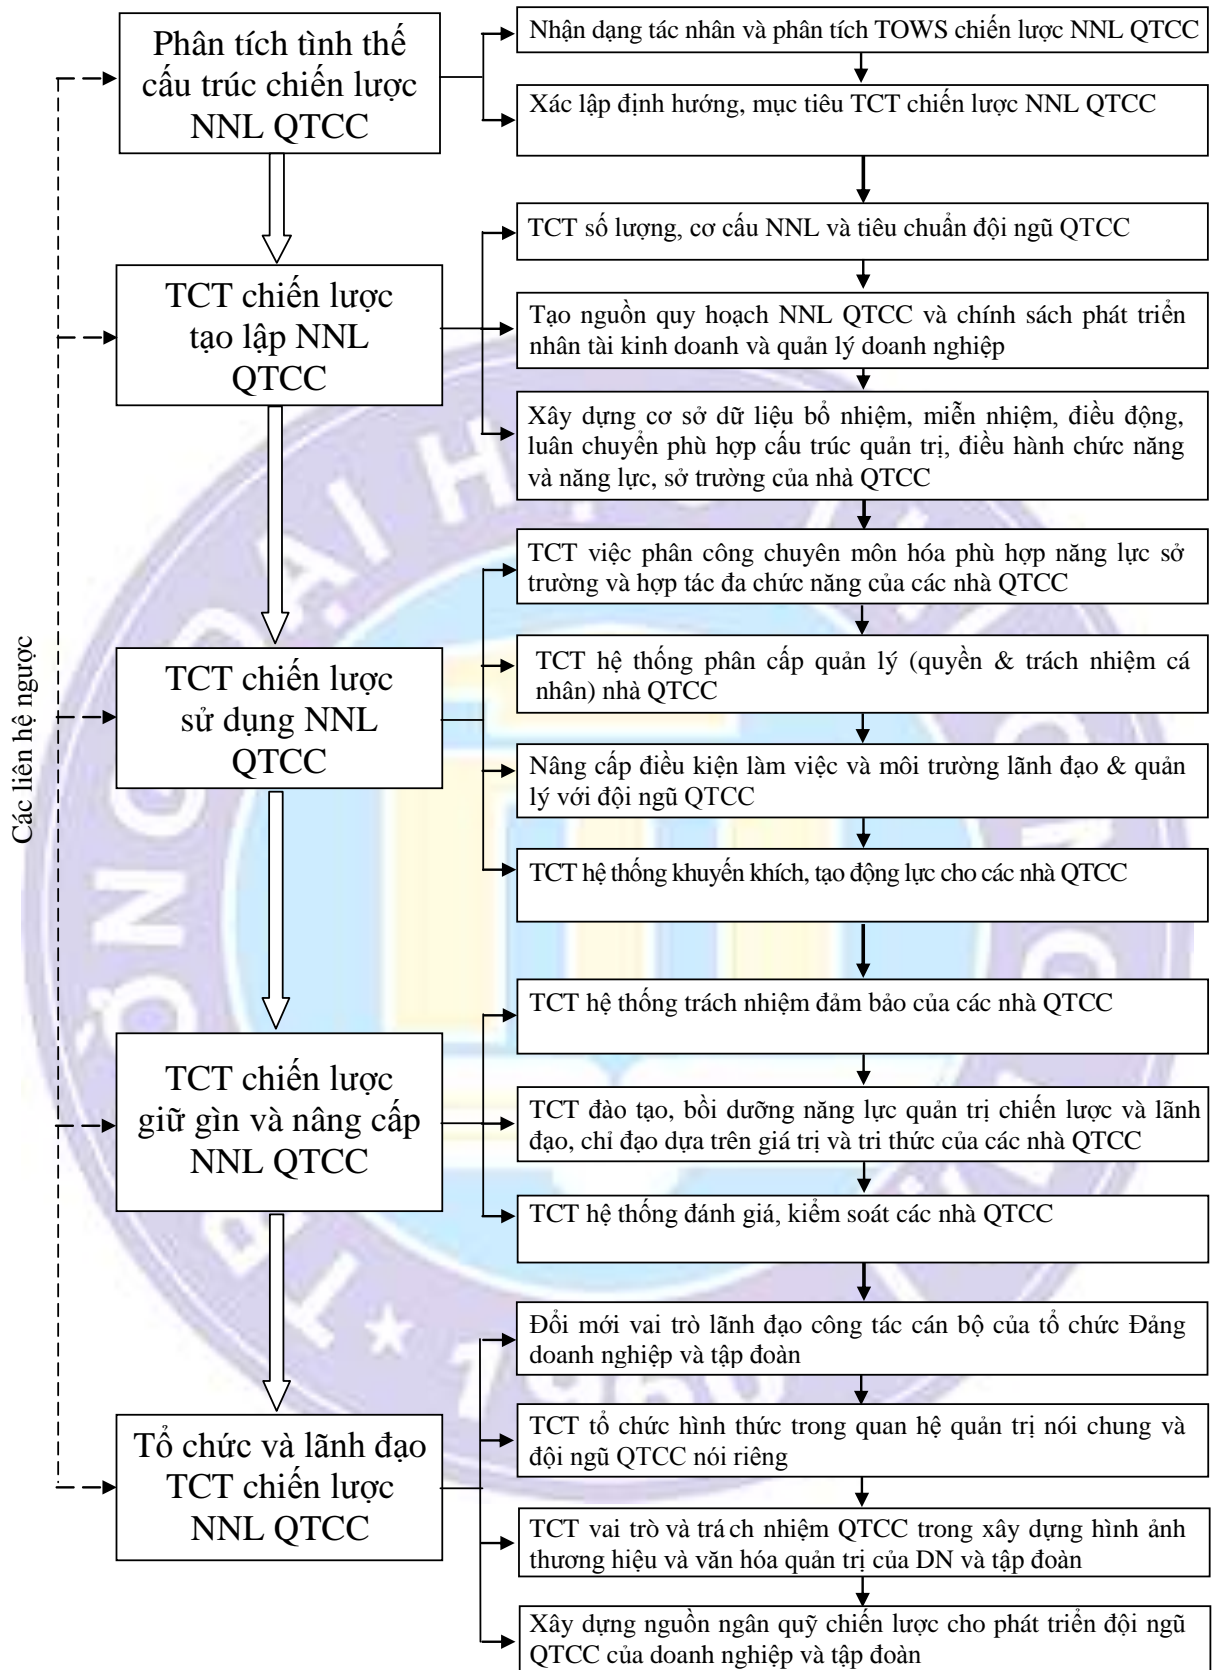 Phân tích tình thế
cấu trúc chiến lược
NNL QTCC
Nhận dạng tác nhân và phân tích TOWS chiến lược NNL QTCC
Xác lập định hướng, mục tiêu TCT chiến lược NNL QTCC
TCT chiến lược
tạo lập NNL
QTCC
TCT số lượng, cơ cấu NNL và tiêu chuẩn đội ngũ QTCC
Tạo nguồn quy hoạch NNL QTCC và chính sách phát triển
nhân tài kinh doanh và quản lý doanh nghiệp
Xây dựng cơ sở dữ liệu bổ nhiệm, miễn nhiệm, điều động,
luân chuyển phù hợp cấu trúc quản trị, điều hành chức năng
và năng lực, sở trường của nhà QTCC
TCT chiến lược
sử dụng NNL
QTCC
TCT việc phân công chuyên môn hóa phù hợp năng lực sở
trường và hợp tác đa chức năng của các nhà QTCC
TCT hệ thống phân cấp quản lý (quyền & trách nhiệm cá
nhân) nhà QTCC
Nâng cấp điều kiện làm việc và môi trường lãnh đạo & quản
lý với đội ngũ QTCC
TCT hệ thống khuyến khích, tạo động lực cho các nhà QTCC
TCT chiến lược
giữ gìn và nâng cấp
NNL QTCC
TCT hệ thống trách nhiệm đảm bảo của các nhà QTCC
TCT đào tạo, bồi dưỡng năng lực quản trị chiến lược và lãnh
đạo, chỉ đạo dựa trên giá trị và tri thức của các nhà QTCC
TCT hệ thống đánh giá, kiểm soát các nhà QTCC
Tổ chức và lãnh đạo
TCT chiến lược
NNL QTCC
Đổi mới vai trò lãnh đạo công tác cán bộ của tổ chức Đảng
doanh nghiệp và tập đoàn
TCT tổ chức hình thức trong quan hệ quản trị nói chung và
đội ngũ QTCC nói riêng
TCT vai trò và trách nhiệm QTCC trong xây dựng hình ảnh
thương hiệu và văn hóa quản trị của DN và tập đoàn
Xây dựng nguồn ngân quỹ chiến lược cho phát triển đội ngũ
QTCC của doanh nghiệp và tập đoàn
Các liên hệ ngược